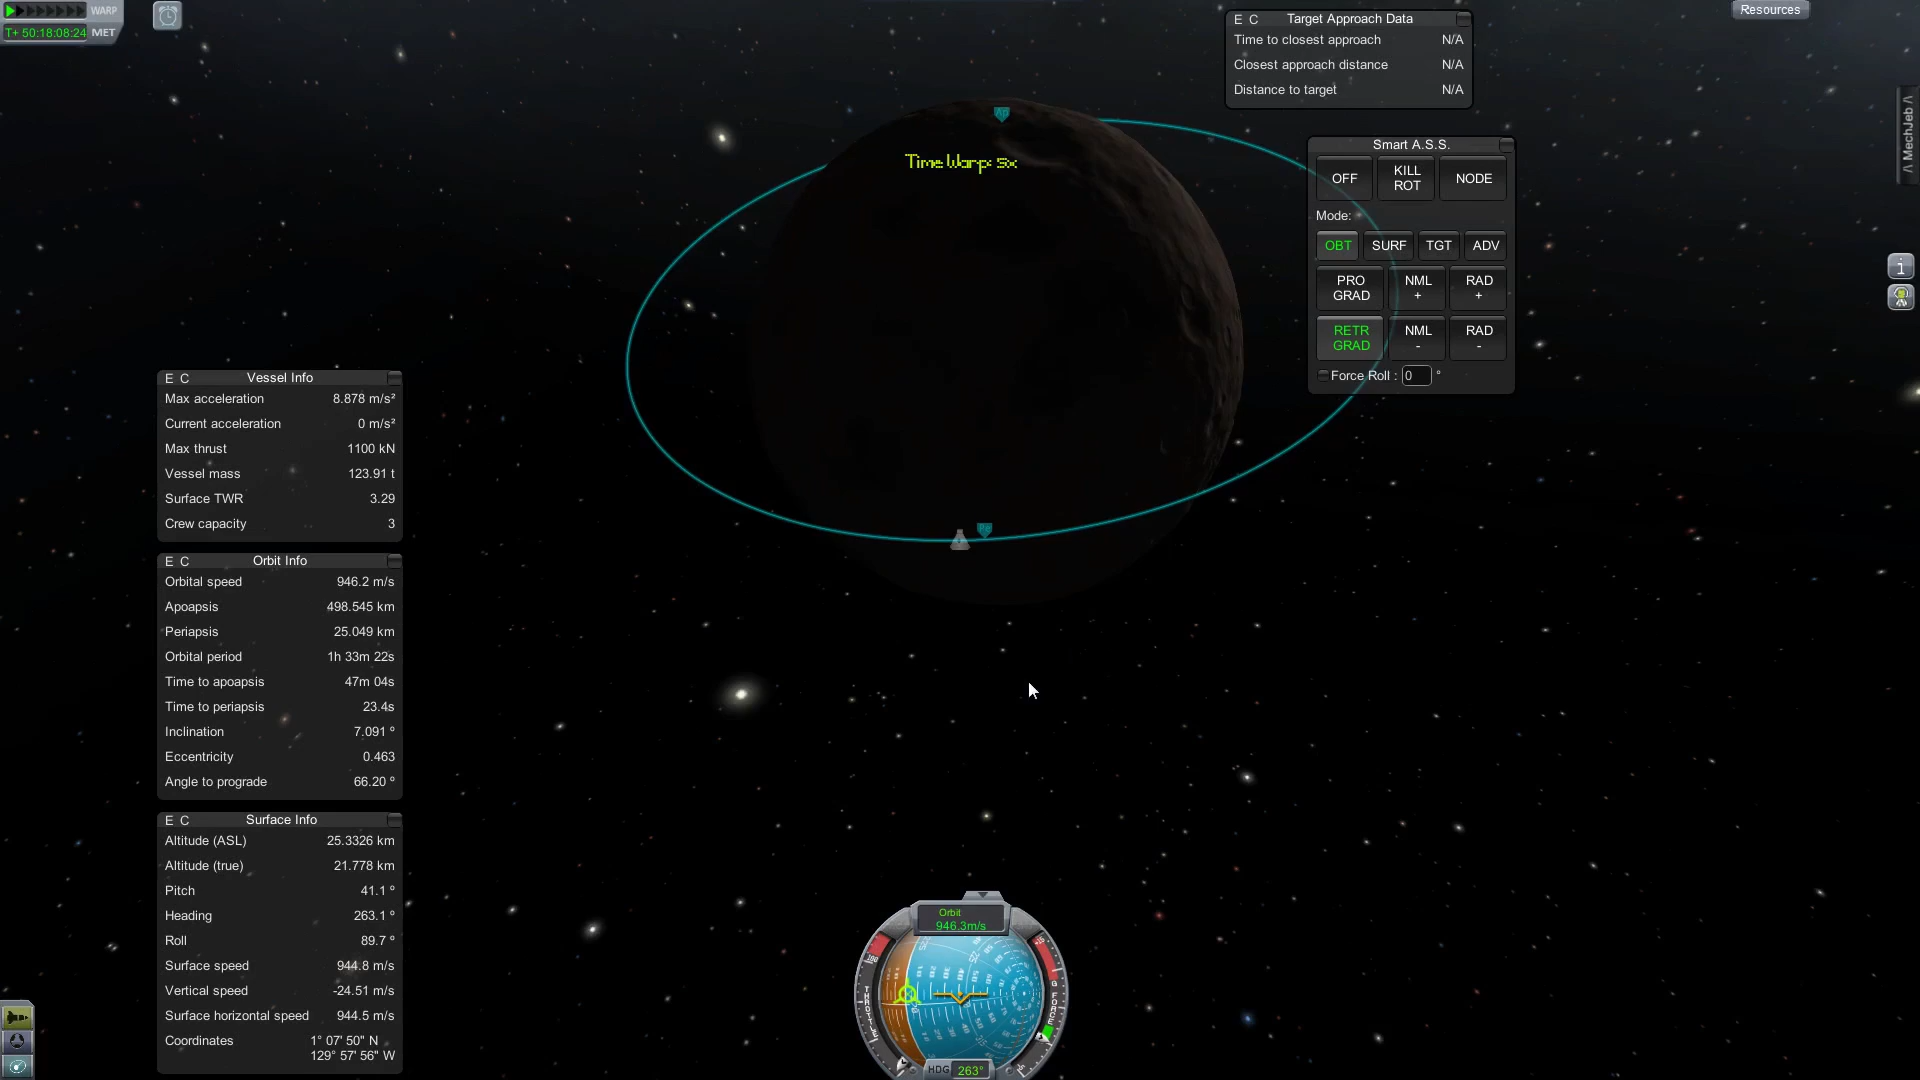 WARP
T+ 50:18:08:24 MET
Time Warp: 5x
E C Target Approach Data
Time to closest approach N/A
Closest approach distance N/A
Distance to target N/A
Resources
/\ MechJeb /\
Smart A.S.S.
OFF KILL ROT NODE
Mode:
OBT SURF TGT ADV
PRO GRAD NML + RAD +
RETR GRAD NML - RAD -
Force Roll : 0 °
Ap
Pe
E C Vessel Info
Max acceleration 8.878 m/s²
Current acceleration 0 m/s²
Max thrust 1100 kN
Vessel mass 123.91 t
Surface TWR 3.29
Crew capacity 3
E C Orbit Info
Orbital speed 946.2 m/s
Apoapsis 498.545 km
Periapsis 25.049 km
Orbital period 1h 33m 22s
Time to apoapsis 47m 04s
Time to periapsis 23.4s
Inclination 7.091 º
Eccentricity 0.463
Angle to prograde 66.20 º
E C Surface Info
Altitude (ASL) 25.3326 km
Altitude (true) 21.778 km
Pitch 41.1 º
Heading 263.1 º
Roll 89.7 º
Surface speed 944.8 m/s
Vertical speed -24.51 m/s
Surface horizontal speed 944.5 m/s
Coordinates 1° 07' 50" N
129° 57' 56" W
Orbit
946.3m/s
THROTTLE
G FORCE
HDG 263°